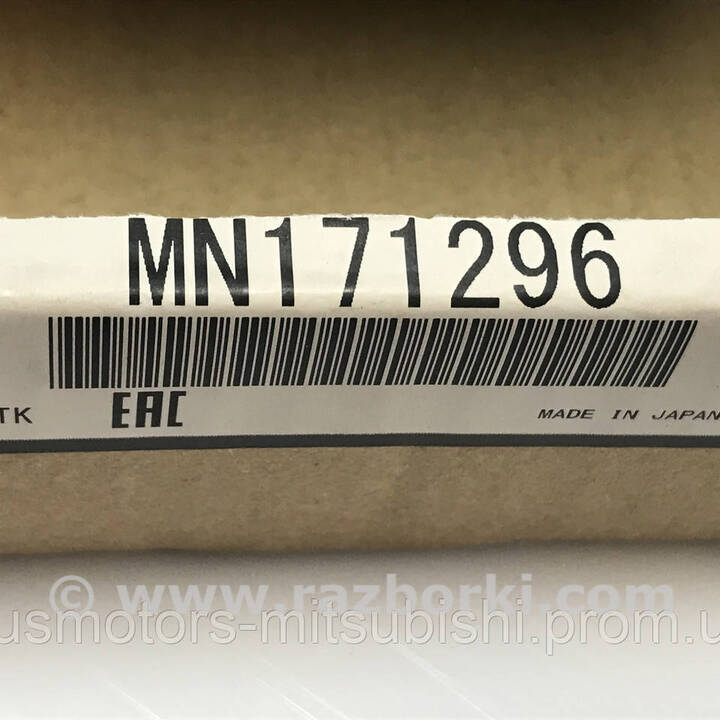 MN171296
TK
EAC
MADE IN JAPAN
© www.razborki.com
usmotors-mitsubishi.prom.u